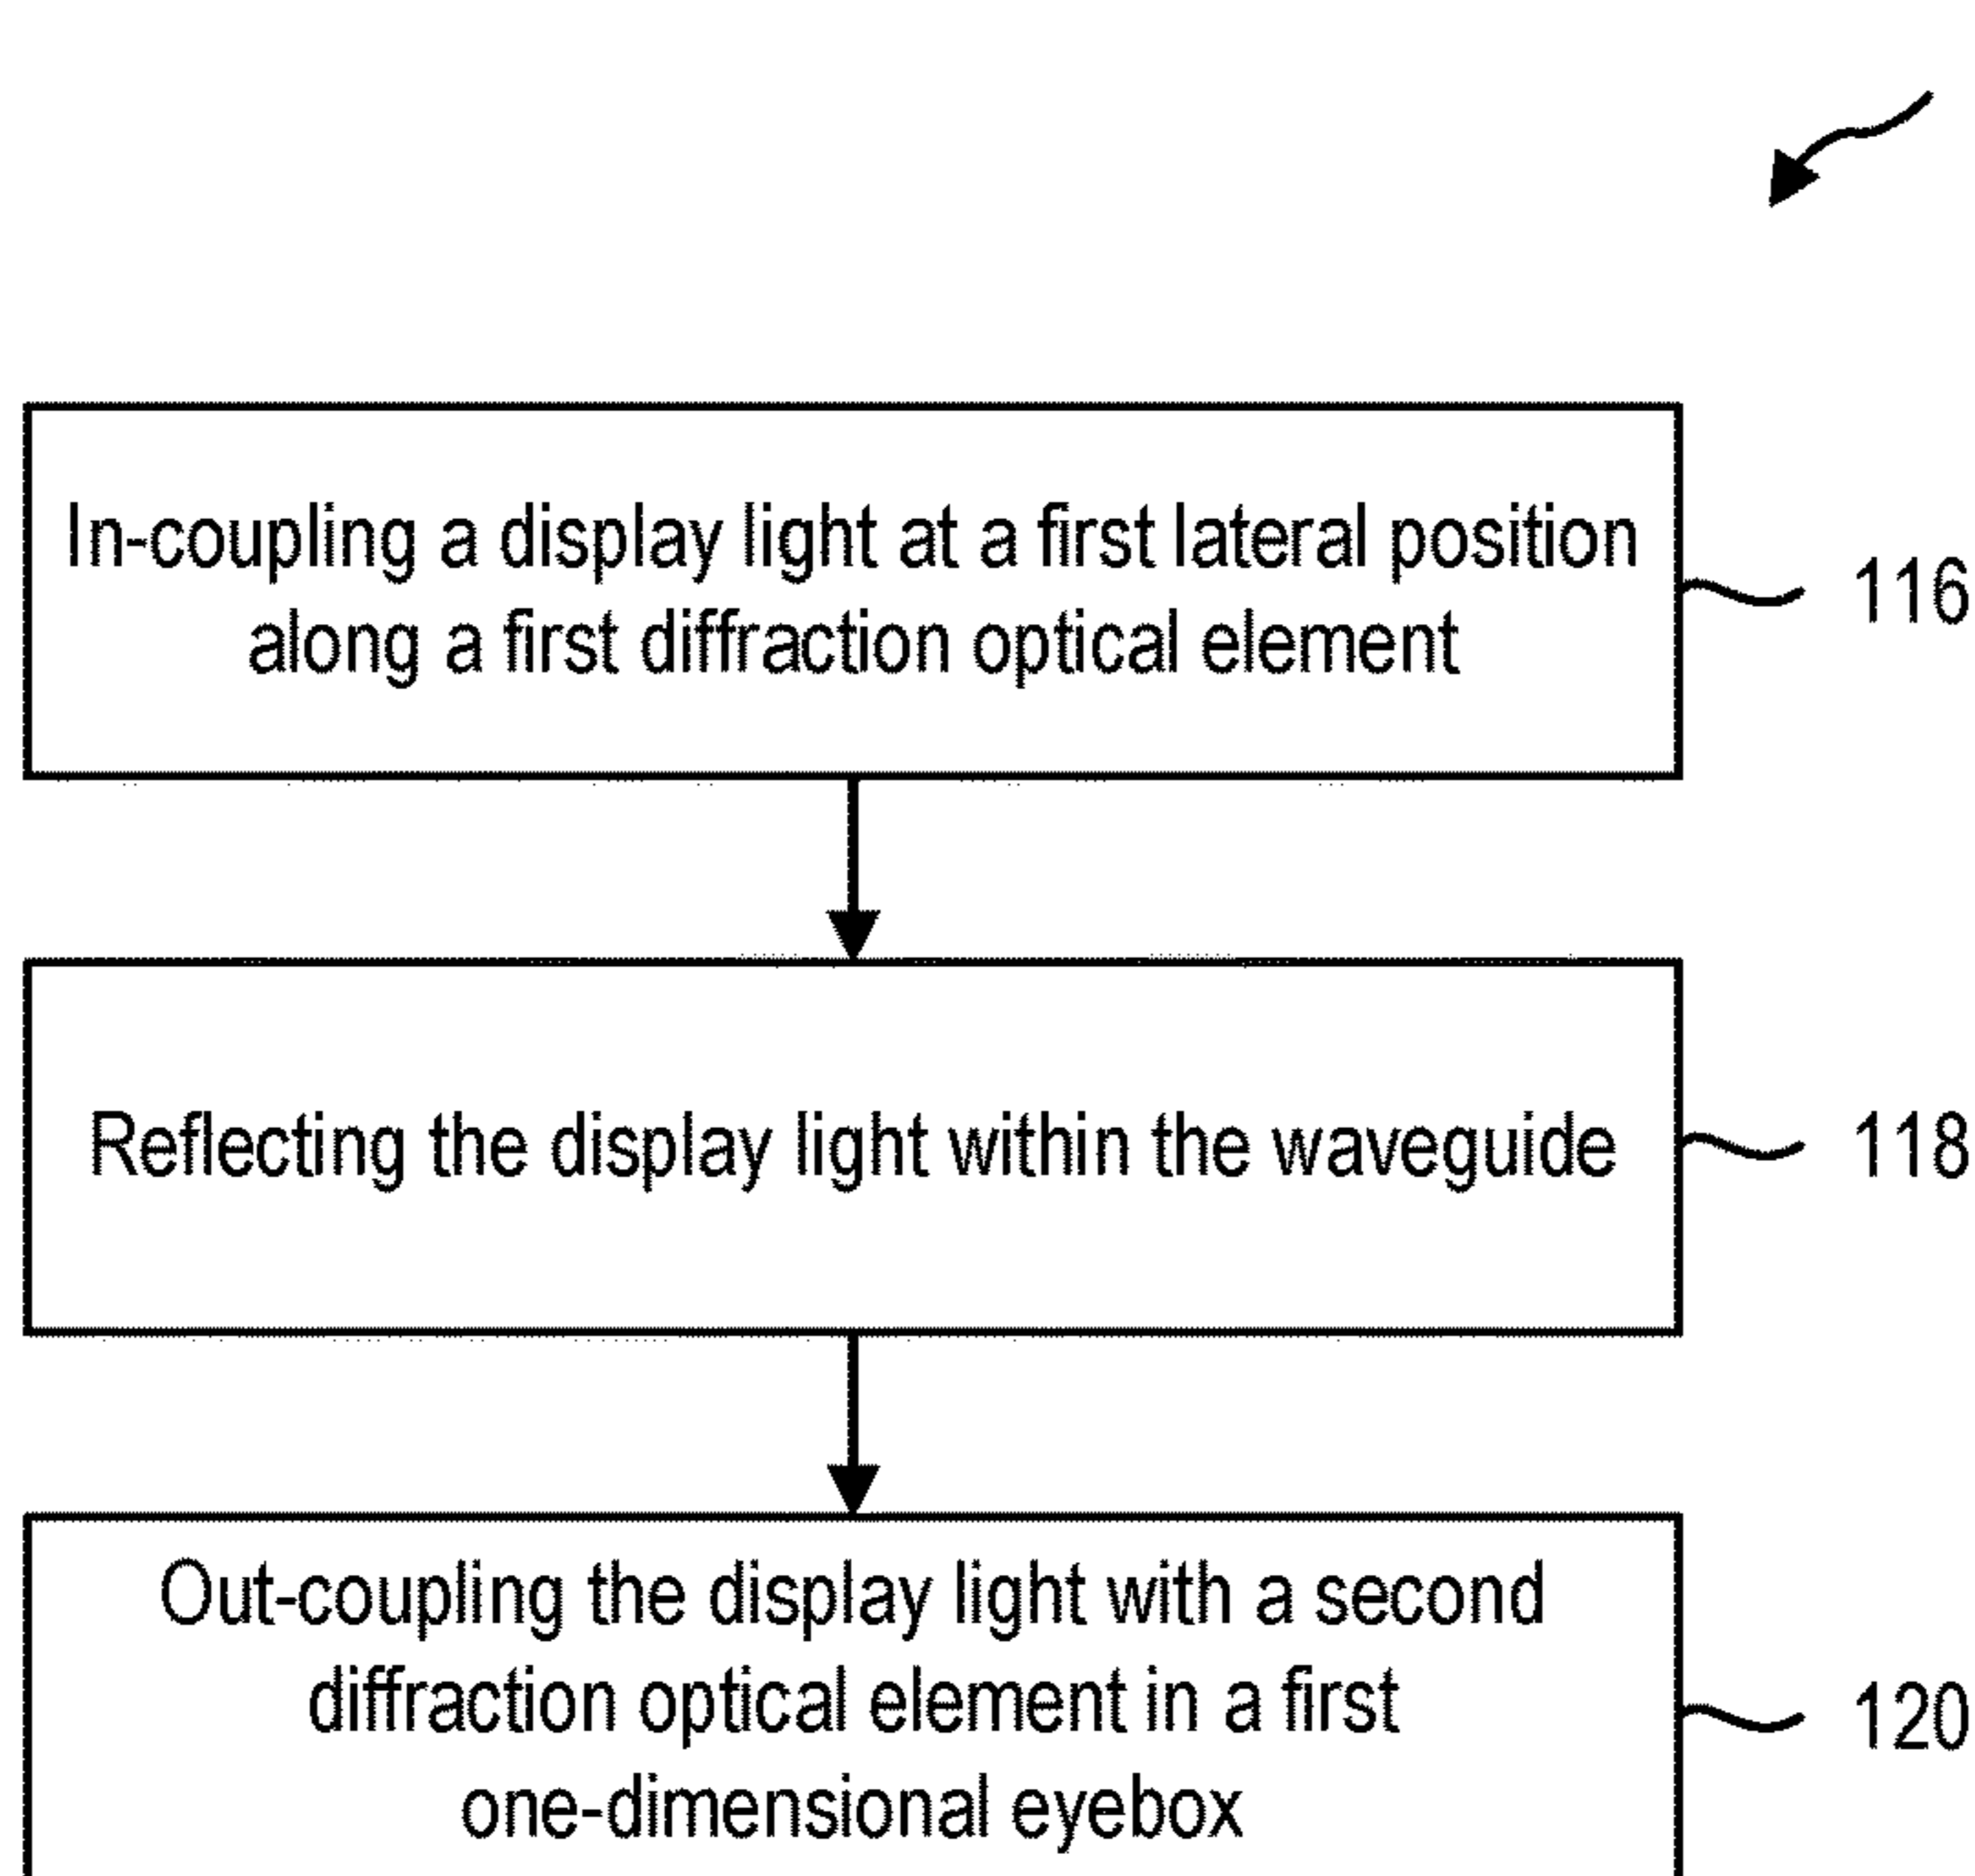 In-coupling a display light at a first lateral position
along a first diffraction optical element
116
Reflecting the display light within the waveguide
118
Out-coupling the display light with a second
diffraction optical element in a first
one-dimensional eyebox
120